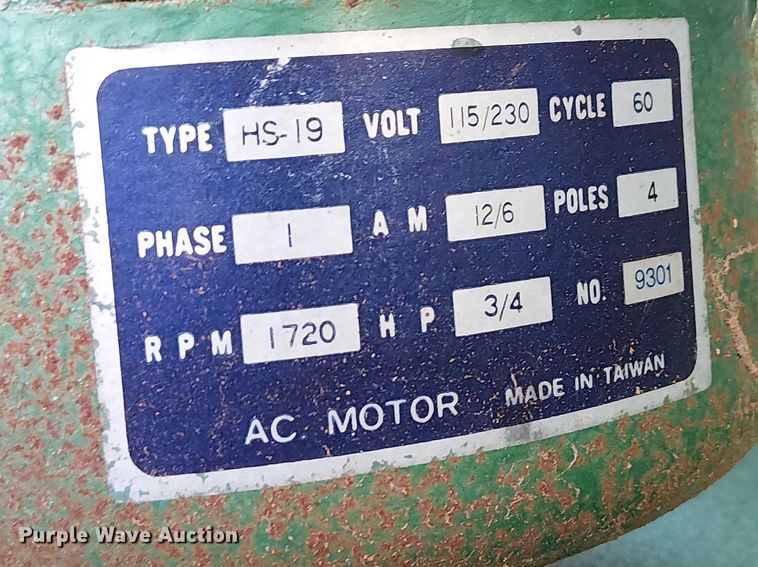 TYPE HS-19 VOLT 115/230 CYCLE 60
PHASE 1 A M 12/6 POLES 4
R P M 1720 H P 3/4 NO. 9301
AC. MOTOR MADE IN TAIWAN
Purple Wave Auction